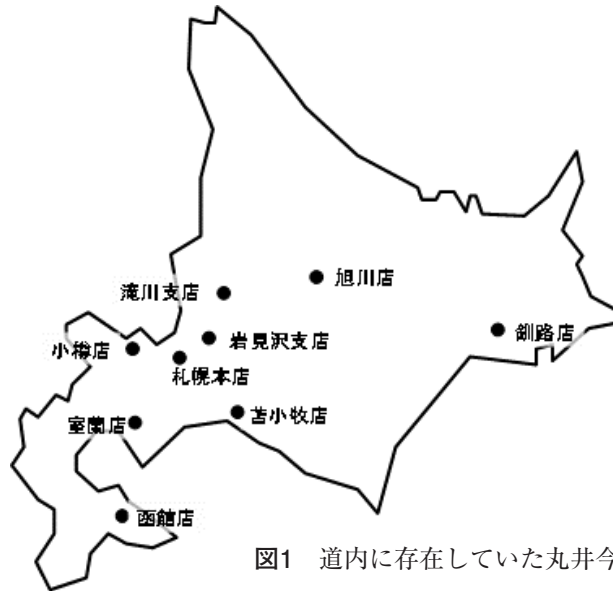 旭川店
滝川支店
釧路店
岩見沢支店
小樽店
札幌本店
苫小牧店
室蘭店
函館店
図1 道内に存在していた丸井今